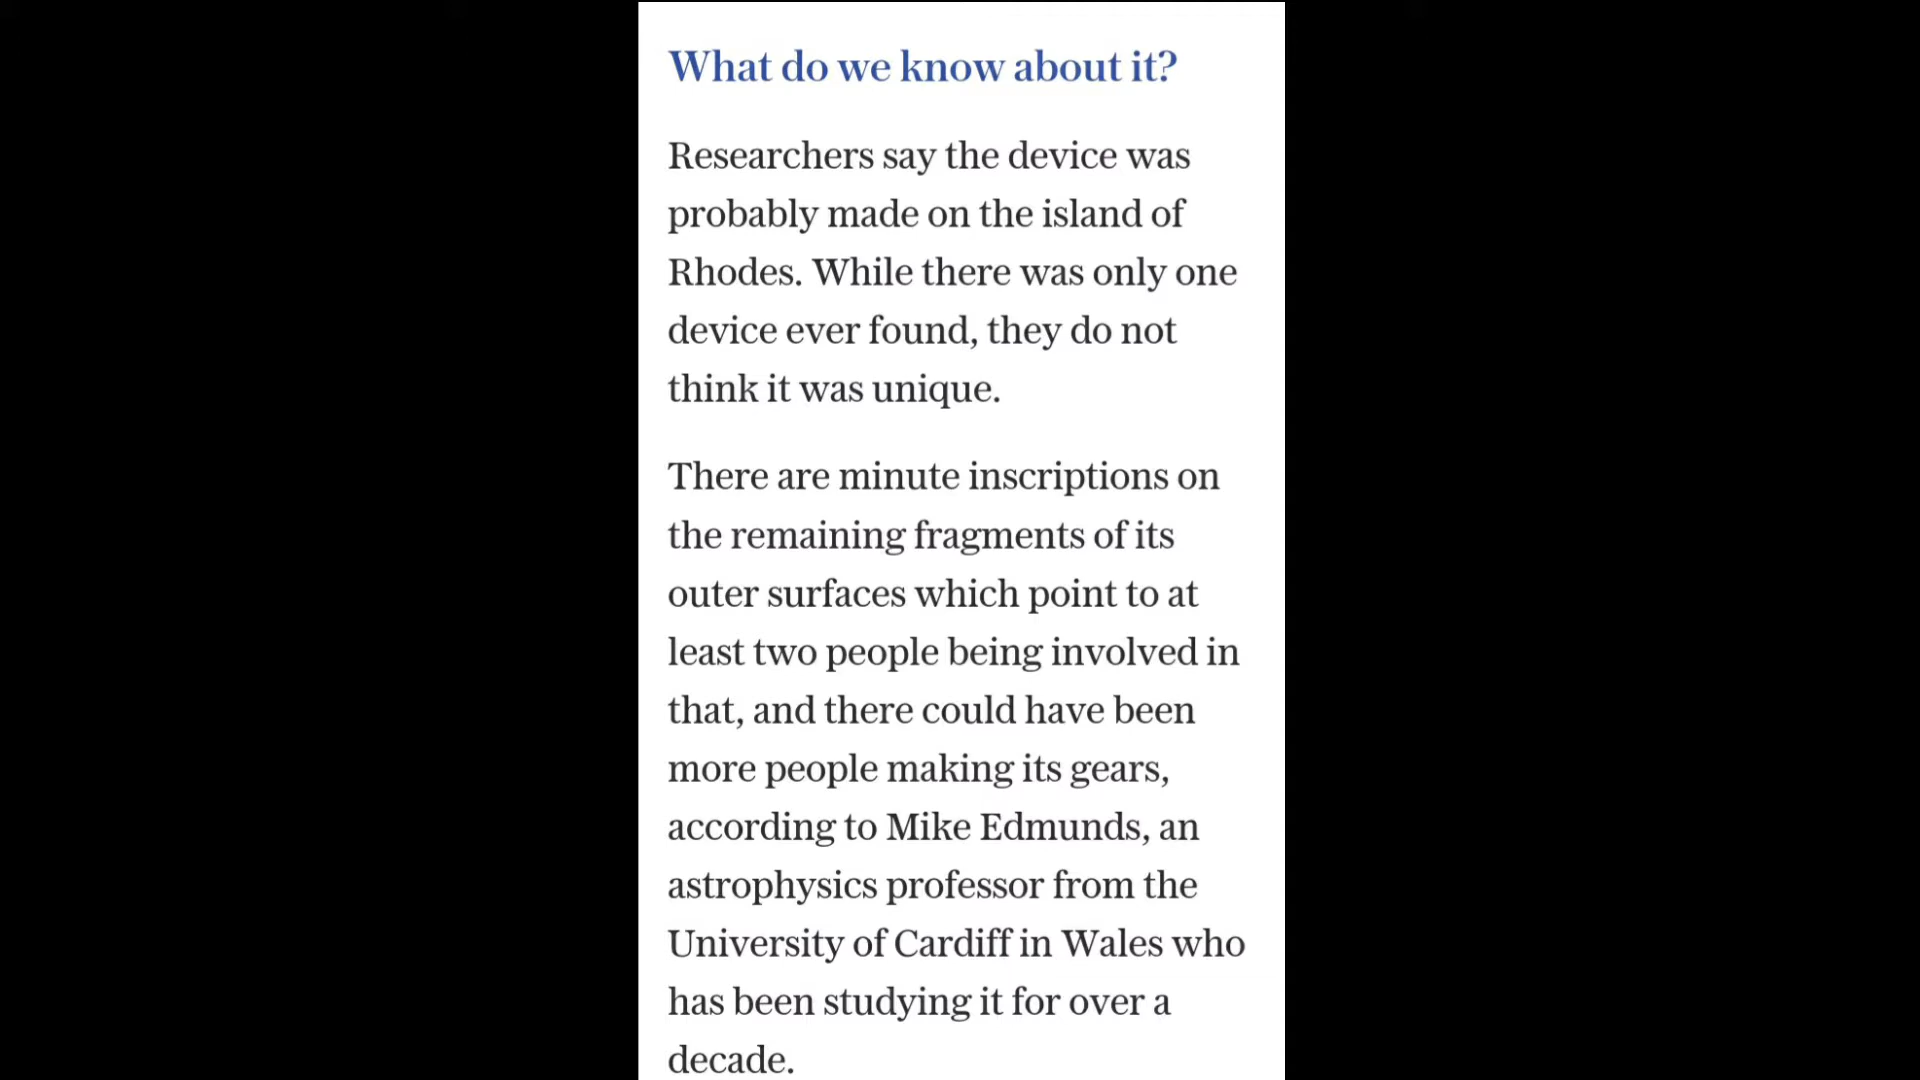 What do we know about it?
Researchers say the device was
probably made on the island of
Rhodes. While there was only one
device ever found, they do not
think it was unique.
There are minute inscriptions on
the remaining fragments of its
outer surfaces which point to at
least two people being involved in
that, and there could have been
more people making its gears,
according to Mike Edmunds, an
astrophysics professor from the
University of Cardiff in Wales who
has been studying it for over a
decade.